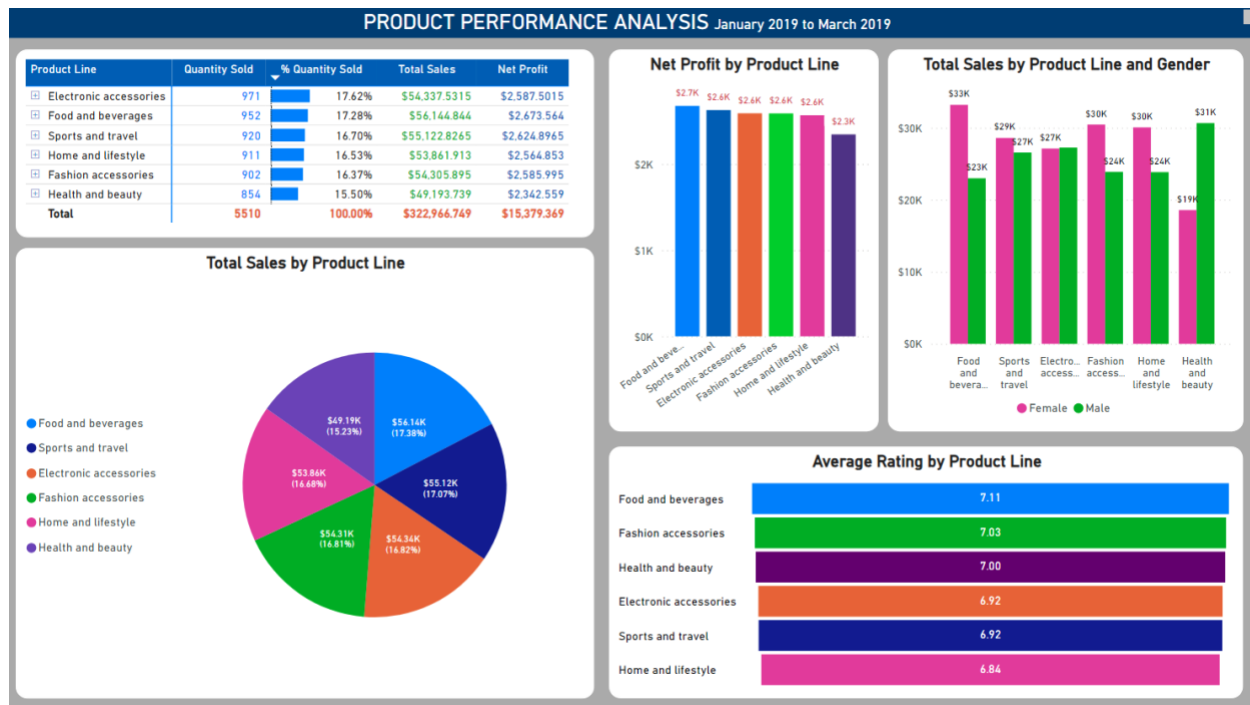 PRODUCT PERFORMANCE ANALYSIS January 2019 to March 2019
Product Line Quantity Sold % Quantity Sold Total Sales Net Profit
Electronic accessories 971 17.62% $54,337.5315 $2,587.5015
Food and beverages 952 17.28% $56,144.844 $2,673.564
Sports and travel 920 16.70% $55,122.8265 $2,624.8965
Home and lifestyle 911 16.53% $53,861.913 $2,564.853
Fashion accessories 902 16.37% $54,305.895 $2,585.995
Health and beauty 854 15.50% $49,193.739 $2,342.559
Total 5510 100.00% $322,966.749 $15,379.369
Total Sales by Product Line
Food and beverages
Sports and travel
Electronic accessories
Fashion accessories
Home and lifestyle
Health and beauty
$49.19K
(15.23%)
$56.14K
(17.38%)
$53.86K
(16.68%)
$55.12K
(17.07%)
$54.31K
(16.81%)
$54.34K
(16.82%)
Net Profit by Product Line
$2.7K $2.6K $2.6K $2.6K $2.6K $2.3K
$2K
$1K
$0K
Food and beve...
Sports and travel
Electronic accessories
Fashion accessories
Home and lifestyle
Health and beauty
Total Sales by Product Line and Gender
$33K $23K $29K $27K $27K $30K $24K $30K $24K $19K $31K
$30K
$20K
$10K
$0K
Food
and
bevera...
Sports
and
travel
Electro...
access...
Fashion
access...
Home
and
lifestyle
Health
and
beauty
Female Male
Average Rating by Product Line
Food and beverages 7.11
Fashion accessories 7.03
Health and beauty 7.00
Electronic accessories 6.92
Sports and travel 6.92
Home and lifestyle 6.84